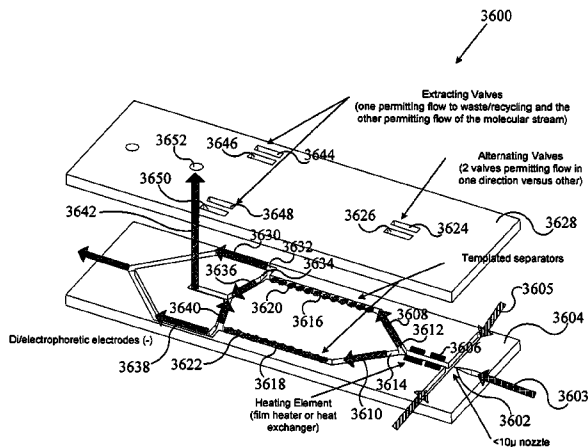 3600
Extracting Valves
(one permitting flow to waste/recycling and the
other permitting flow of the molecular stream)
3652
3646
3644
Alternating Valves
(2 valves permitting flow in
one direction versus other)
3650
3648
3626
3624
3642
3630
3628
3632
3634
Templated separators
3636
3605
3620
3616
3608
3604
3640
3612
3606
Di/electrophoretic electrodes (-)
3638
3622
3618
3614
3610
3603
Heating Element
(film heater or heat
exchanger)
3602
<10µ nozzle